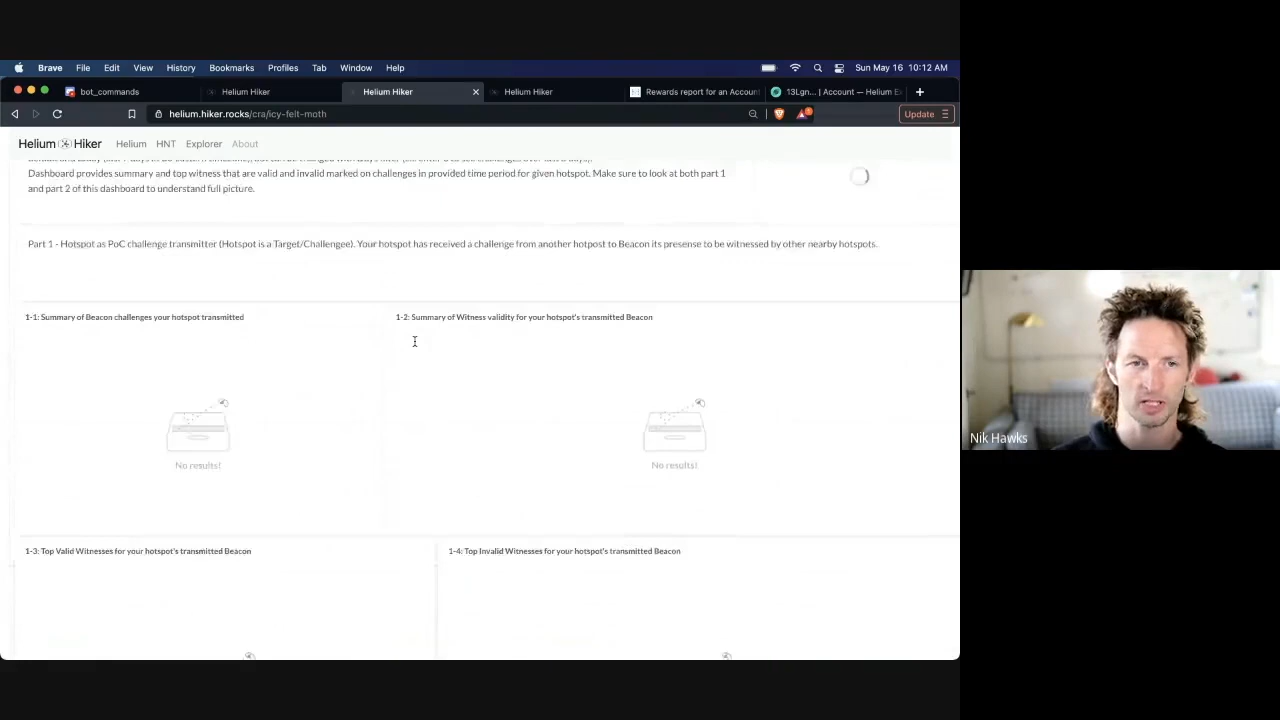 Brave File Edit View History Bookmarks Profiles Tab Window Help Sun May 16 10:12 AM
bot_commands Helium Hiker Helium Hiker Helium Hiker Rewards report for an Accoun 13Lgn... | Account — Helium E
helium.hiker.rocks/cra/icy-felt-moth Update
Helium Hiker Helium HNT Explorer About
Dashboard provides summary and top witness that are valid and invalid marked on challenges in provided time period for given hotspot. Make sure to look at both part 1
and part 2 of this dashboard to understand full picture.
Part 1 - Hotspot as PoC challenge transmitter (Hotspot is a Target/Challengee). Your hotspot has received a challenge from another hotpost to Beacon its presense to be witnessed by other nearby hotspots.
1-1: Summary of Beacon challenges your hotspot transmitted
1-2: Summary of Witness validity for your hotspot's transmitted Beacon
No results!
No results!
Nik Hawks
1-3: Top Valid Witnesses for your hotspot's transmitted Beacon
1-4: Top Invalid Witnesses for your hotspot's transmitted Beacon